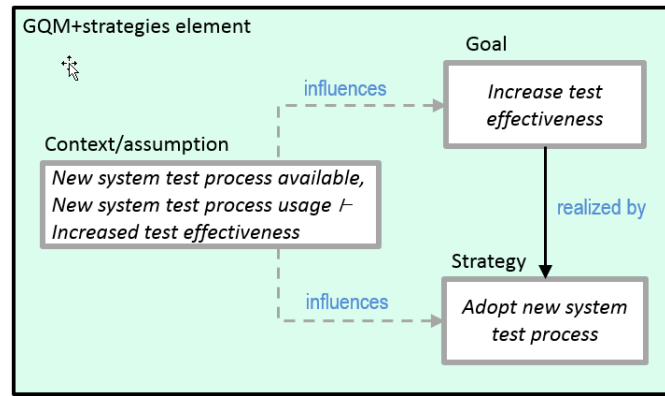 GQM+strategies element
Goal
influences
Increase test
effectiveness
Context/assumption
New system test process available,
New system test process usage ⊢
Increased test effectiveness
realized by
Strategy
influences
Adopt new system
test process